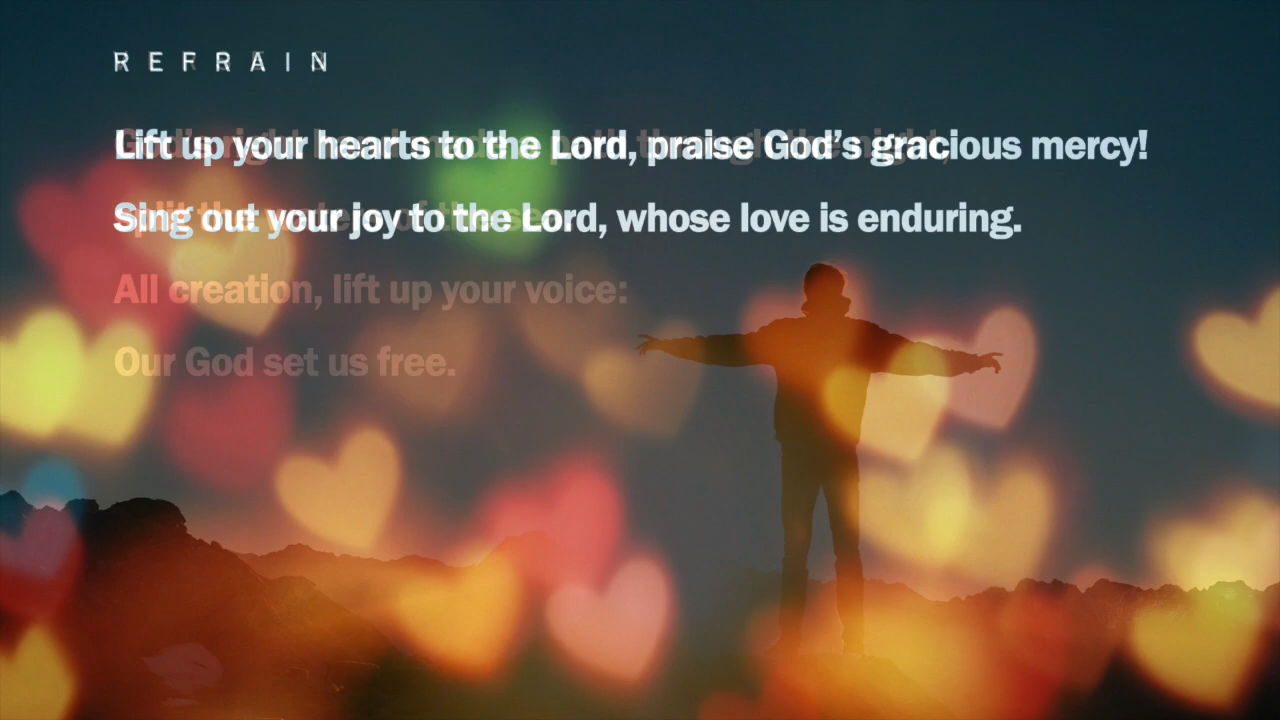 REFRAIN
Lift up your hearts to the Lord, praise God’s gracious mercy!
Sing out your joy to the Lord, whose love is enduring.
All creation, lift up your voice:
Our God set us free.